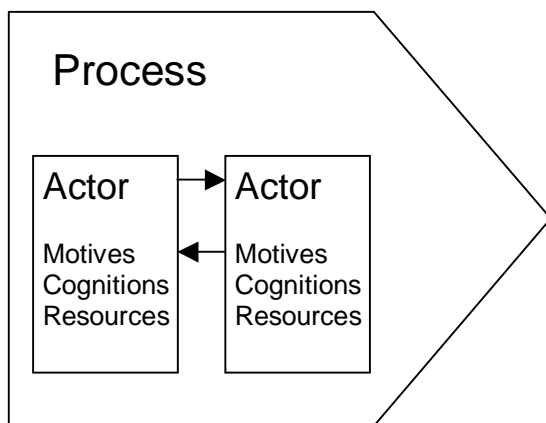 Process
Actor
Motives
Cognitions
Resources
Actor
Motives
Cognitions
Resources